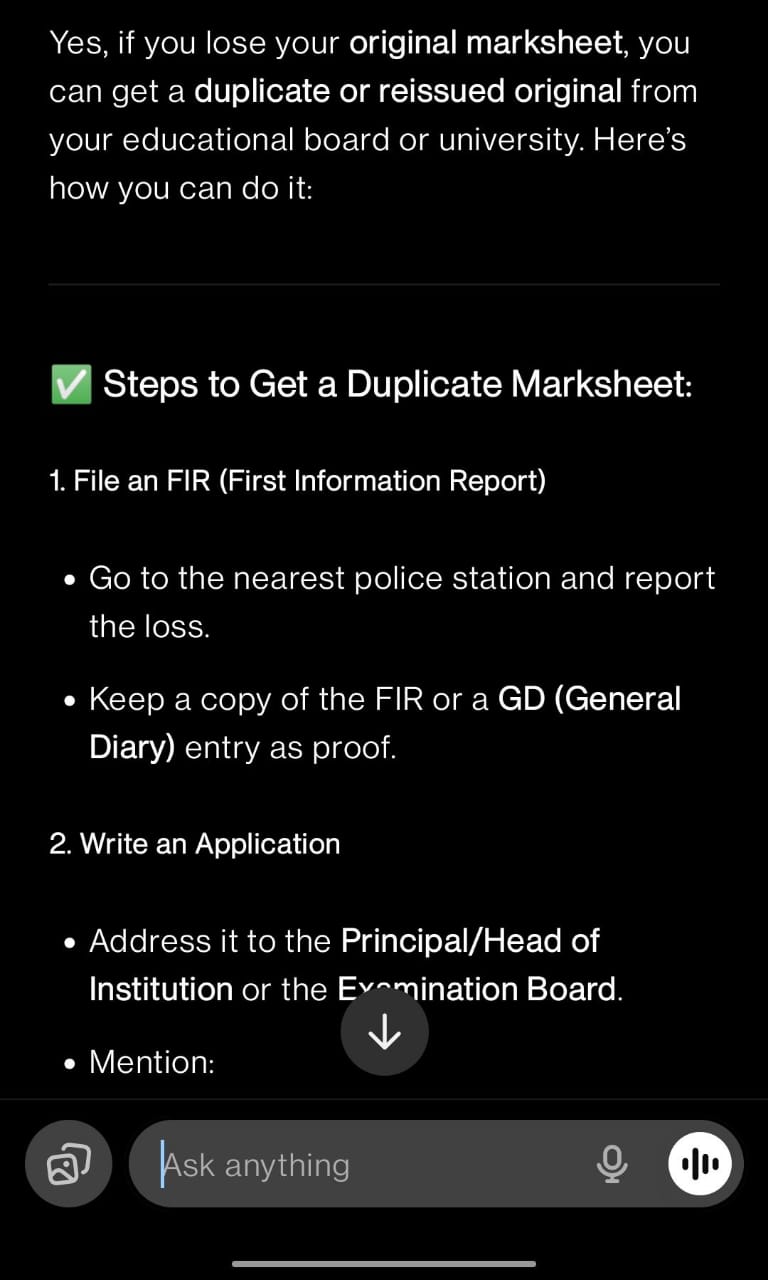 Yes, if you lose your original marksheet, you
can get a duplicate or reissued original from
your educational board or university. Here’s
how you can do it:
✅ Steps to Get a Duplicate Marksheet:
1. File an FIR (First Information Report)
• Go to the nearest police station and report
the loss.
• Keep a copy of the FIR or a GD (General
Diary) entry as proof.
2. Write an Application
• Address it to the Principal/Head of
Institution or the Examination Board.
• Mention:
Ask anything